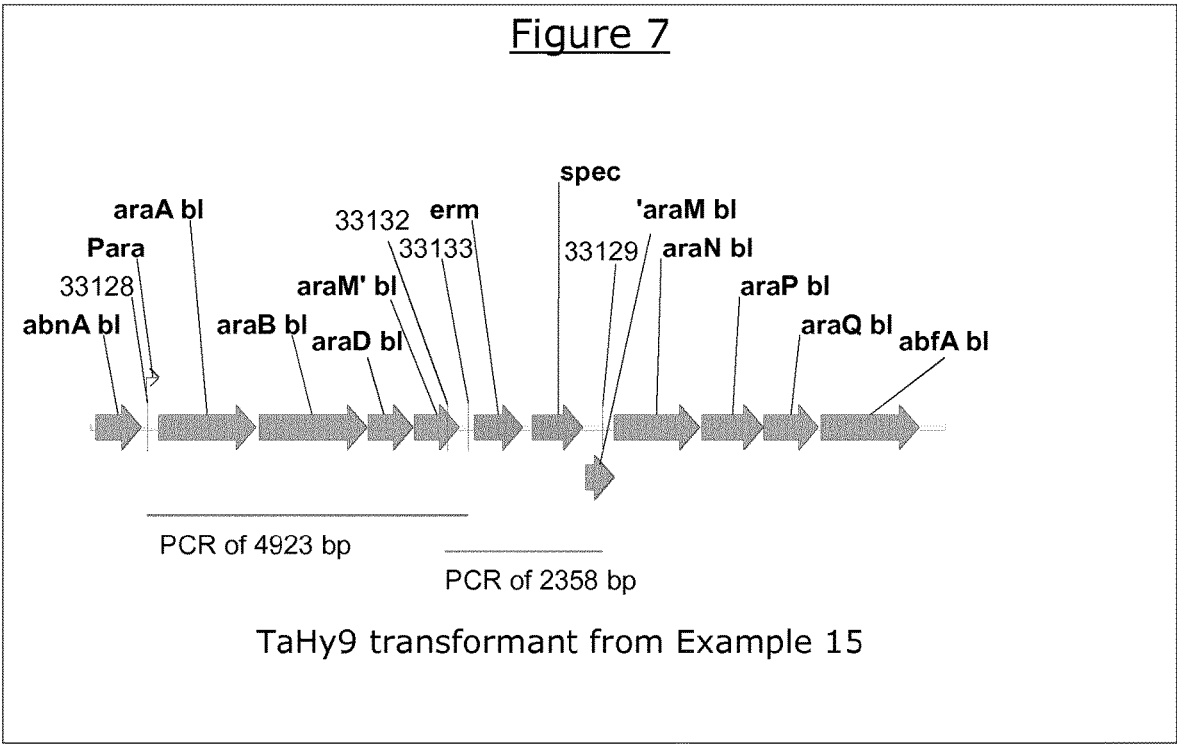 Figure 7
spec
araA bl
33132
erm
'araM bl
Para
33133
33129
araN bl
33128
araM' bl
araP bl
abnA bl
araB bl
araD bl
araQ bl
abfA bl
PCR of 4923 bp
PCR of 2358 bp
TaHy9 transformant from Example 15